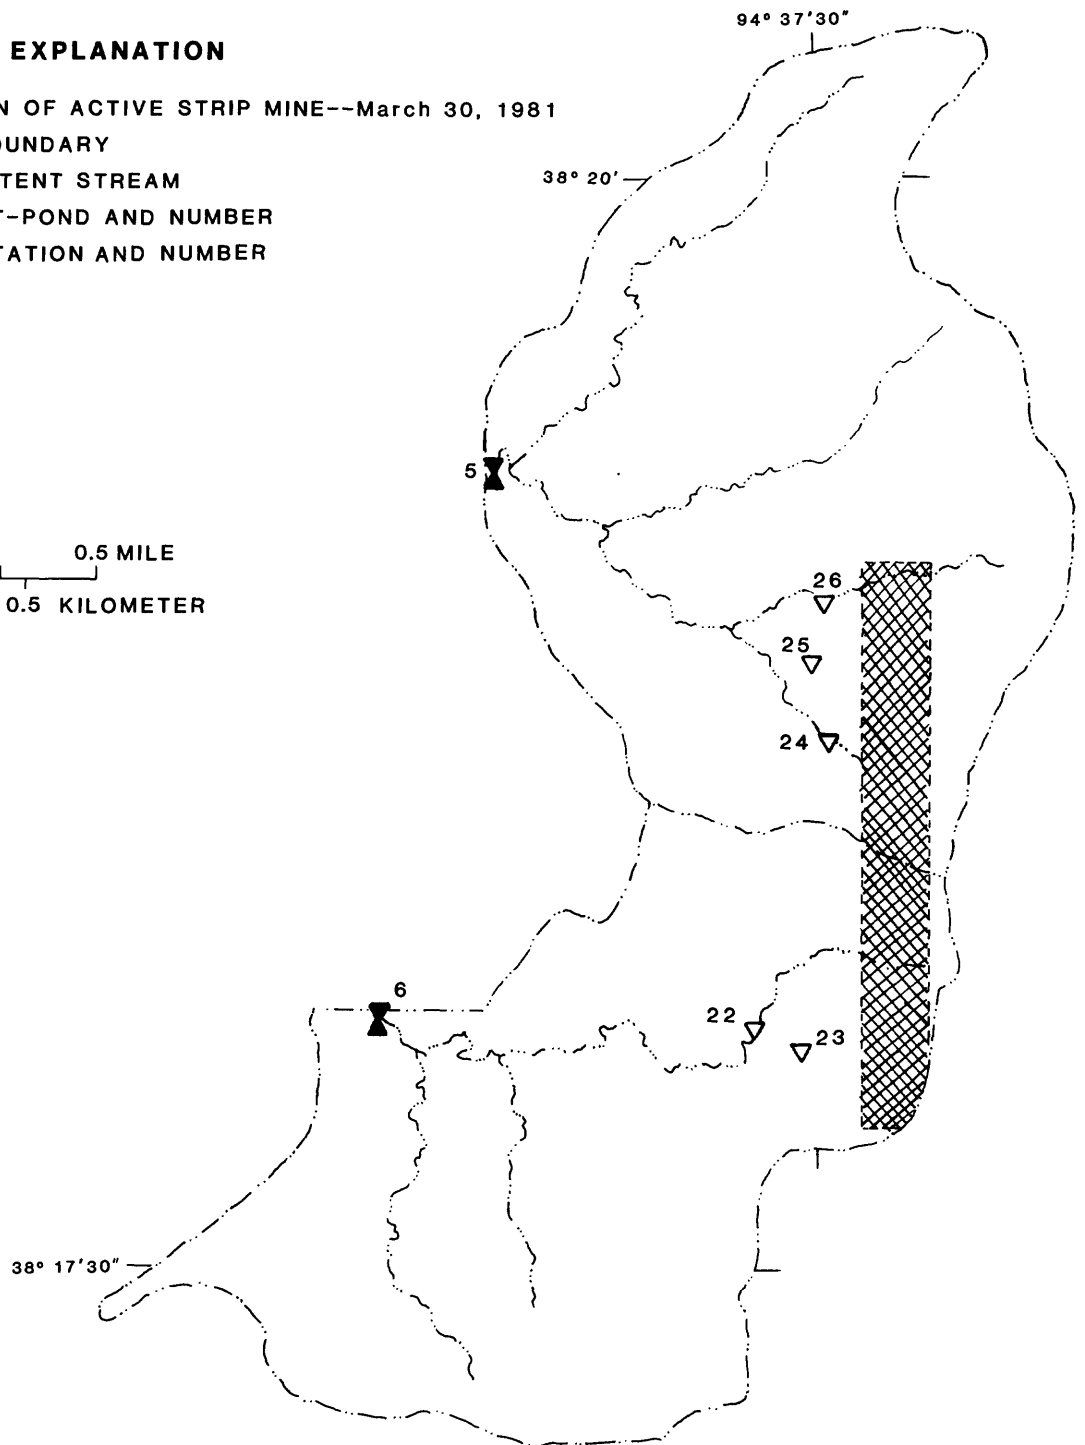 94° 37'30"
EXPLANATION
N OF ACTIVE STRIP MINE--March 30, 1981
OUNDARY
TENT STREAM
38° 20'
T-POND AND NUMBER
TATION AND NUMBER
5
0.5 MILE
0.5 KILOMETER
26
25
24
6
22
23
38° 17'30"